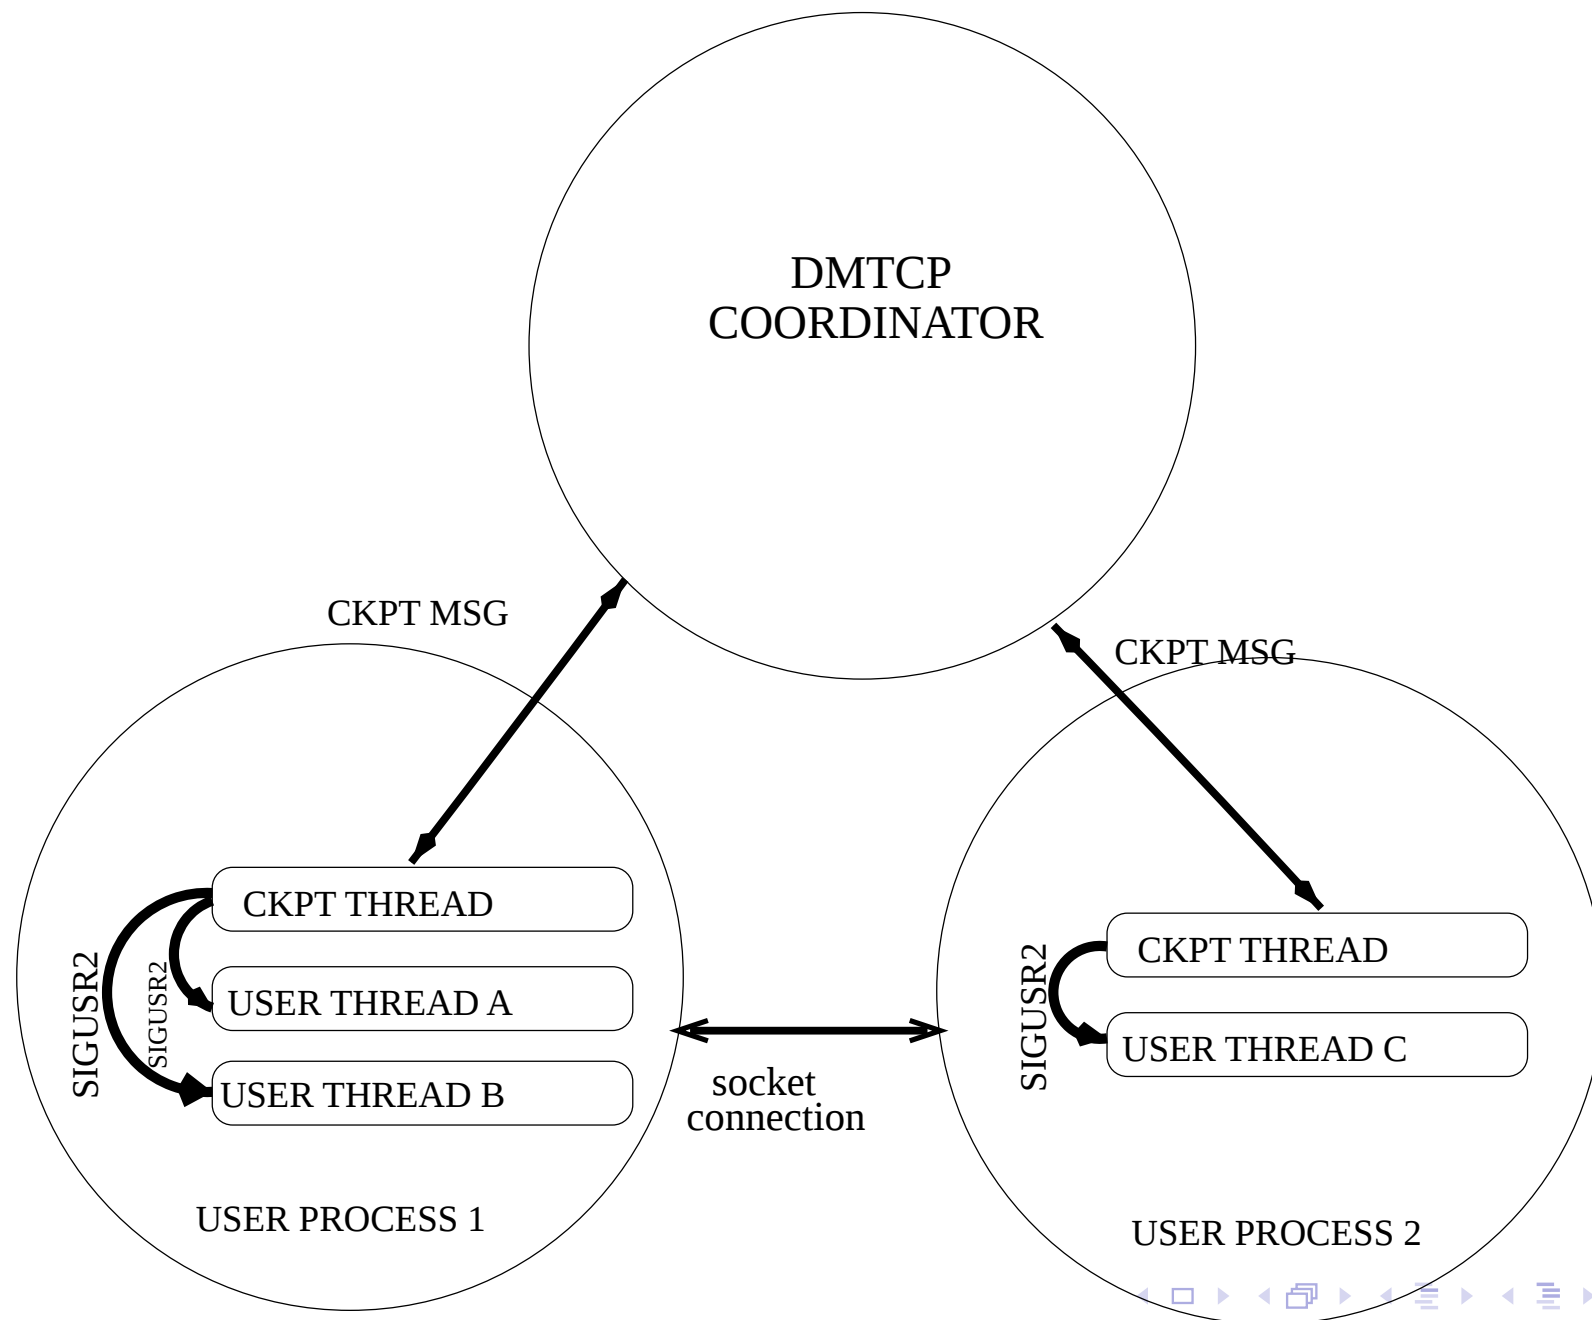 DMTCP
COORDINATOR
CKPT MSG
CKPT MSG
CKPT THREAD
USER THREAD A
USER THREAD B
SIGUSR2
SIGUSR2
USER PROCESS 1
socket
connection
CKPT THREAD
USER THREAD C
SIGUSR2
USER PROCESS 2